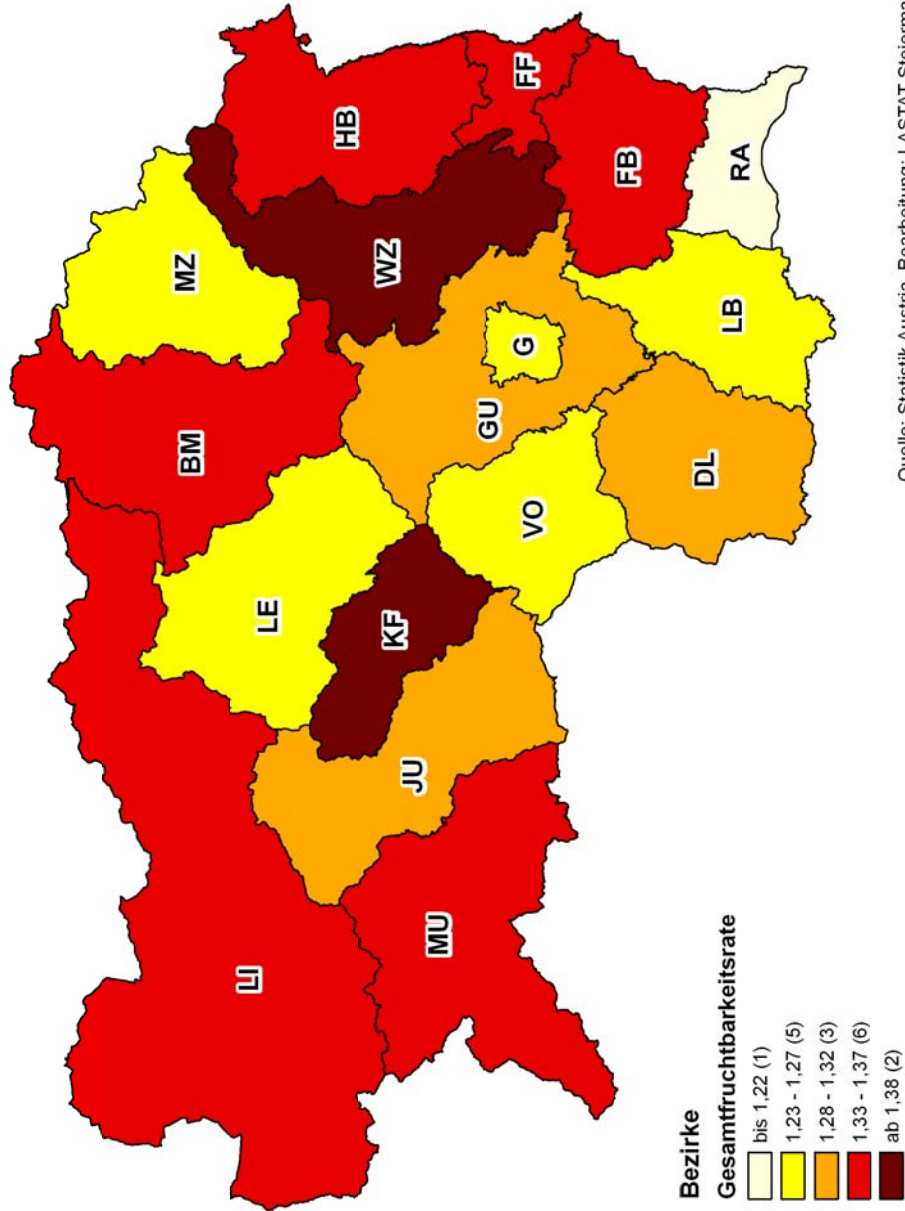 LI
BM
MZ
HB
LE
WZ
MU
JU
KF
GU
G
FF
VO
FB
DL
LB
RA
Bezirke
Gesamtfruchtbarkeitsrate
bis 1,22 (1)
1,23 - 1,27 (5)
1,28 - 1,32 (3)
1,33 - 1,37 (6)
ab 1,38 (2)
Quelle: Statistik Austria, Bearbeitung: LASTAT